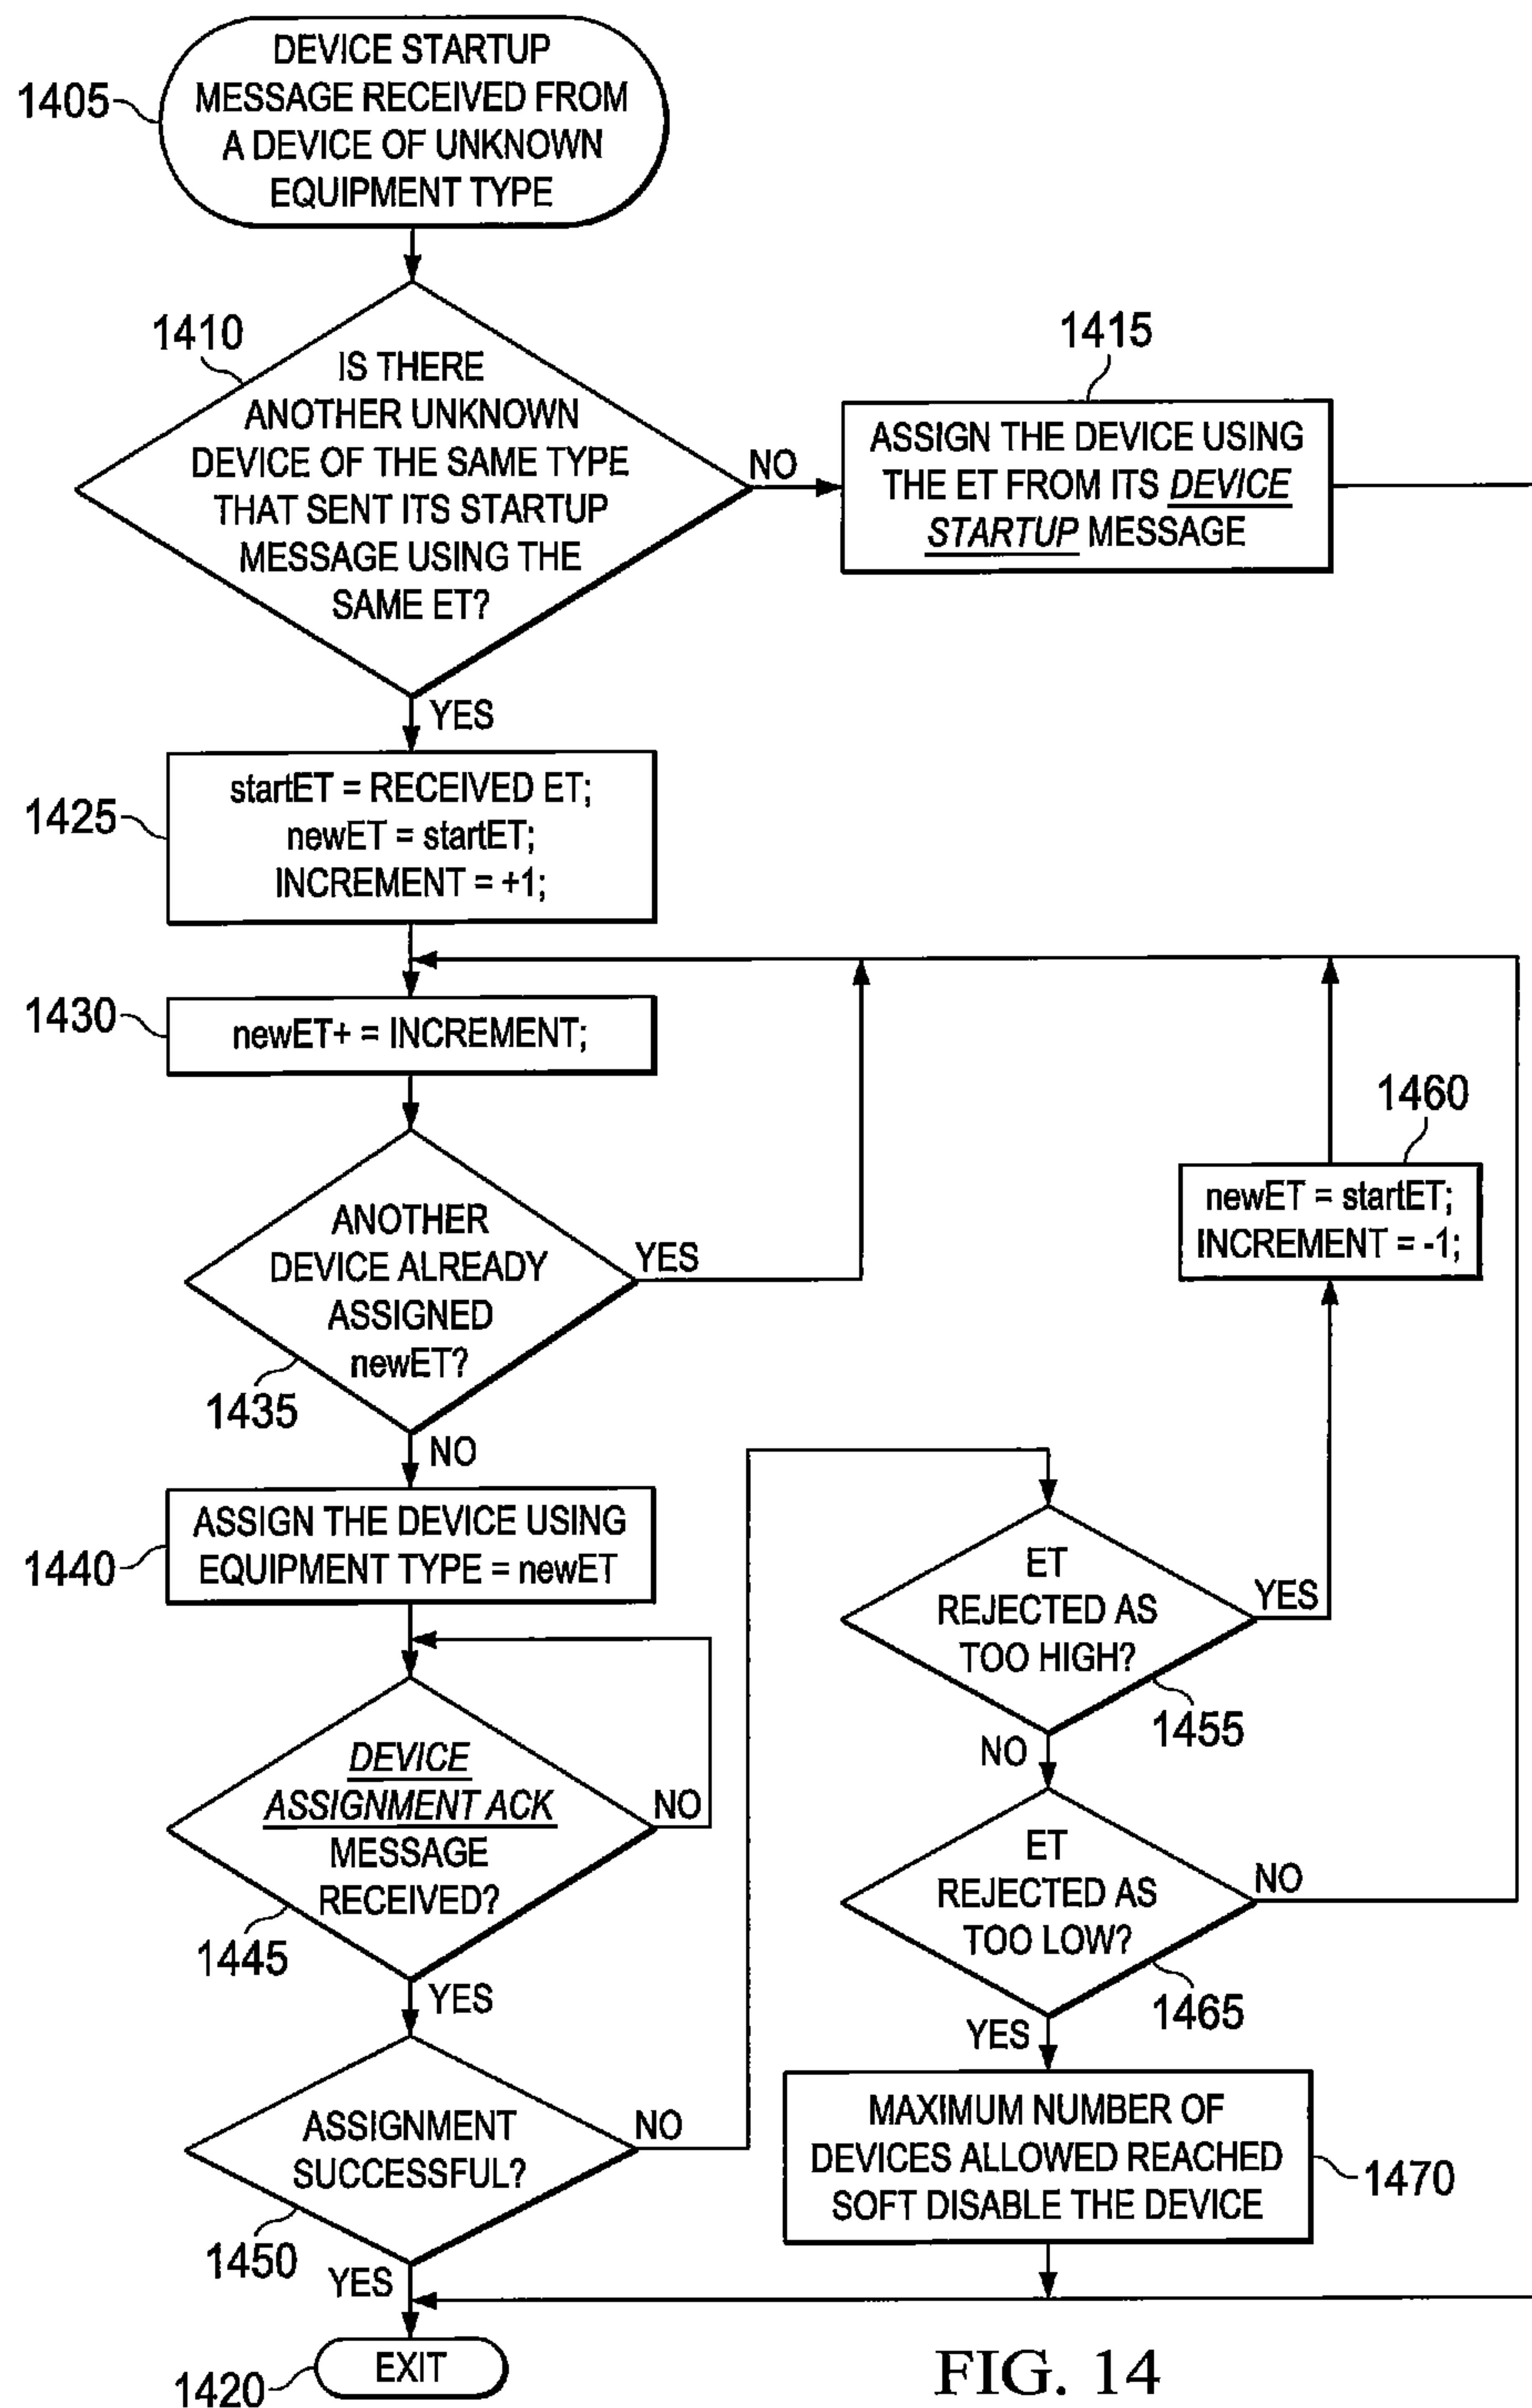 DEVICE STARTUP
MESSAGE RECEIVED FROM
A DEVICE OF UNKNOWN
EQUIPMENT TYPE
1405
1410
IS THERE
ANOTHER UNKNOWN
DEVICE OF THE SAME TYPE
THAT SENT ITS STARTUP
MESSAGE USING THE
SAME ET?
NO
1415
ASSIGN THE DEVICE USING
THE ET FROM ITS DEVICE
STARTUP MESSAGE
YES
1425
startET = RECEIVED ET;
newET = startET;
INCREMENT = +1;
1430
newET+ = INCREMENT;
ANOTHER
DEVICE ALREADY
ASSIGNED
newET?
YES
1435
NO
1460
newET = startET;
INCREMENT = -1;
1440
ASSIGN THE DEVICE USING
EQUIPMENT TYPE = newET
ET
REJECTED AS
TOO HIGH?
YES
1455
NO
DEVICE
ASSIGNMENT ACK
MESSAGE
RECEIVED?
NO
1445
YES
ET
REJECTED AS
TOO LOW?
NO
1465
YES
ASSIGNMENT
SUCCESSFUL?
NO
1450
YES
MAXIMUM NUMBER OF
DEVICES ALLOWED REACHED
SOFT DISABLE THE DEVICE
1470
1420
EXIT
FIG. 14